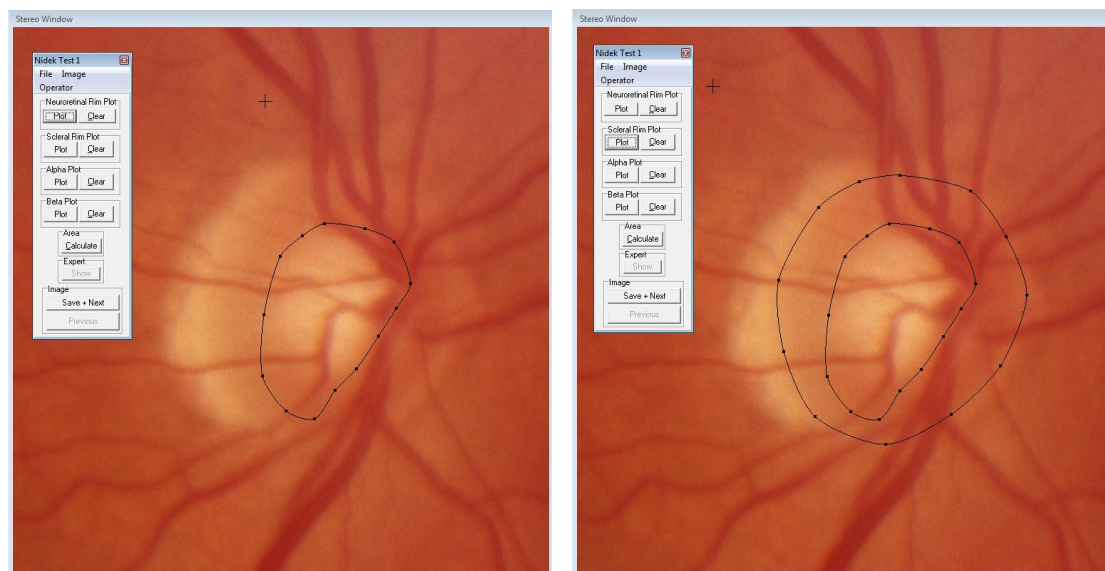 Stereo Window
Nidek Test 1
File Image
Operator
Neuroretinal Rim Plot
Plot Clear
Scleral Rim Plot
Plot Clear
Alpha Plot
Plot Clear
Beta Plot
Plot Clear
Area
Calculate
Expert
Show
Image
Save + Next
Previous
Stereo Window
Nidek Test 1
File Image
Operator
Neuroretinal Rim Plot
Plot Clear
Scleral Rim Plot
Plot Clear
Alpha Plot
Plot Clear
Beta Plot
Plot Clear
Area
Calculate
Expert
Show
Image
Save + Next
Previous